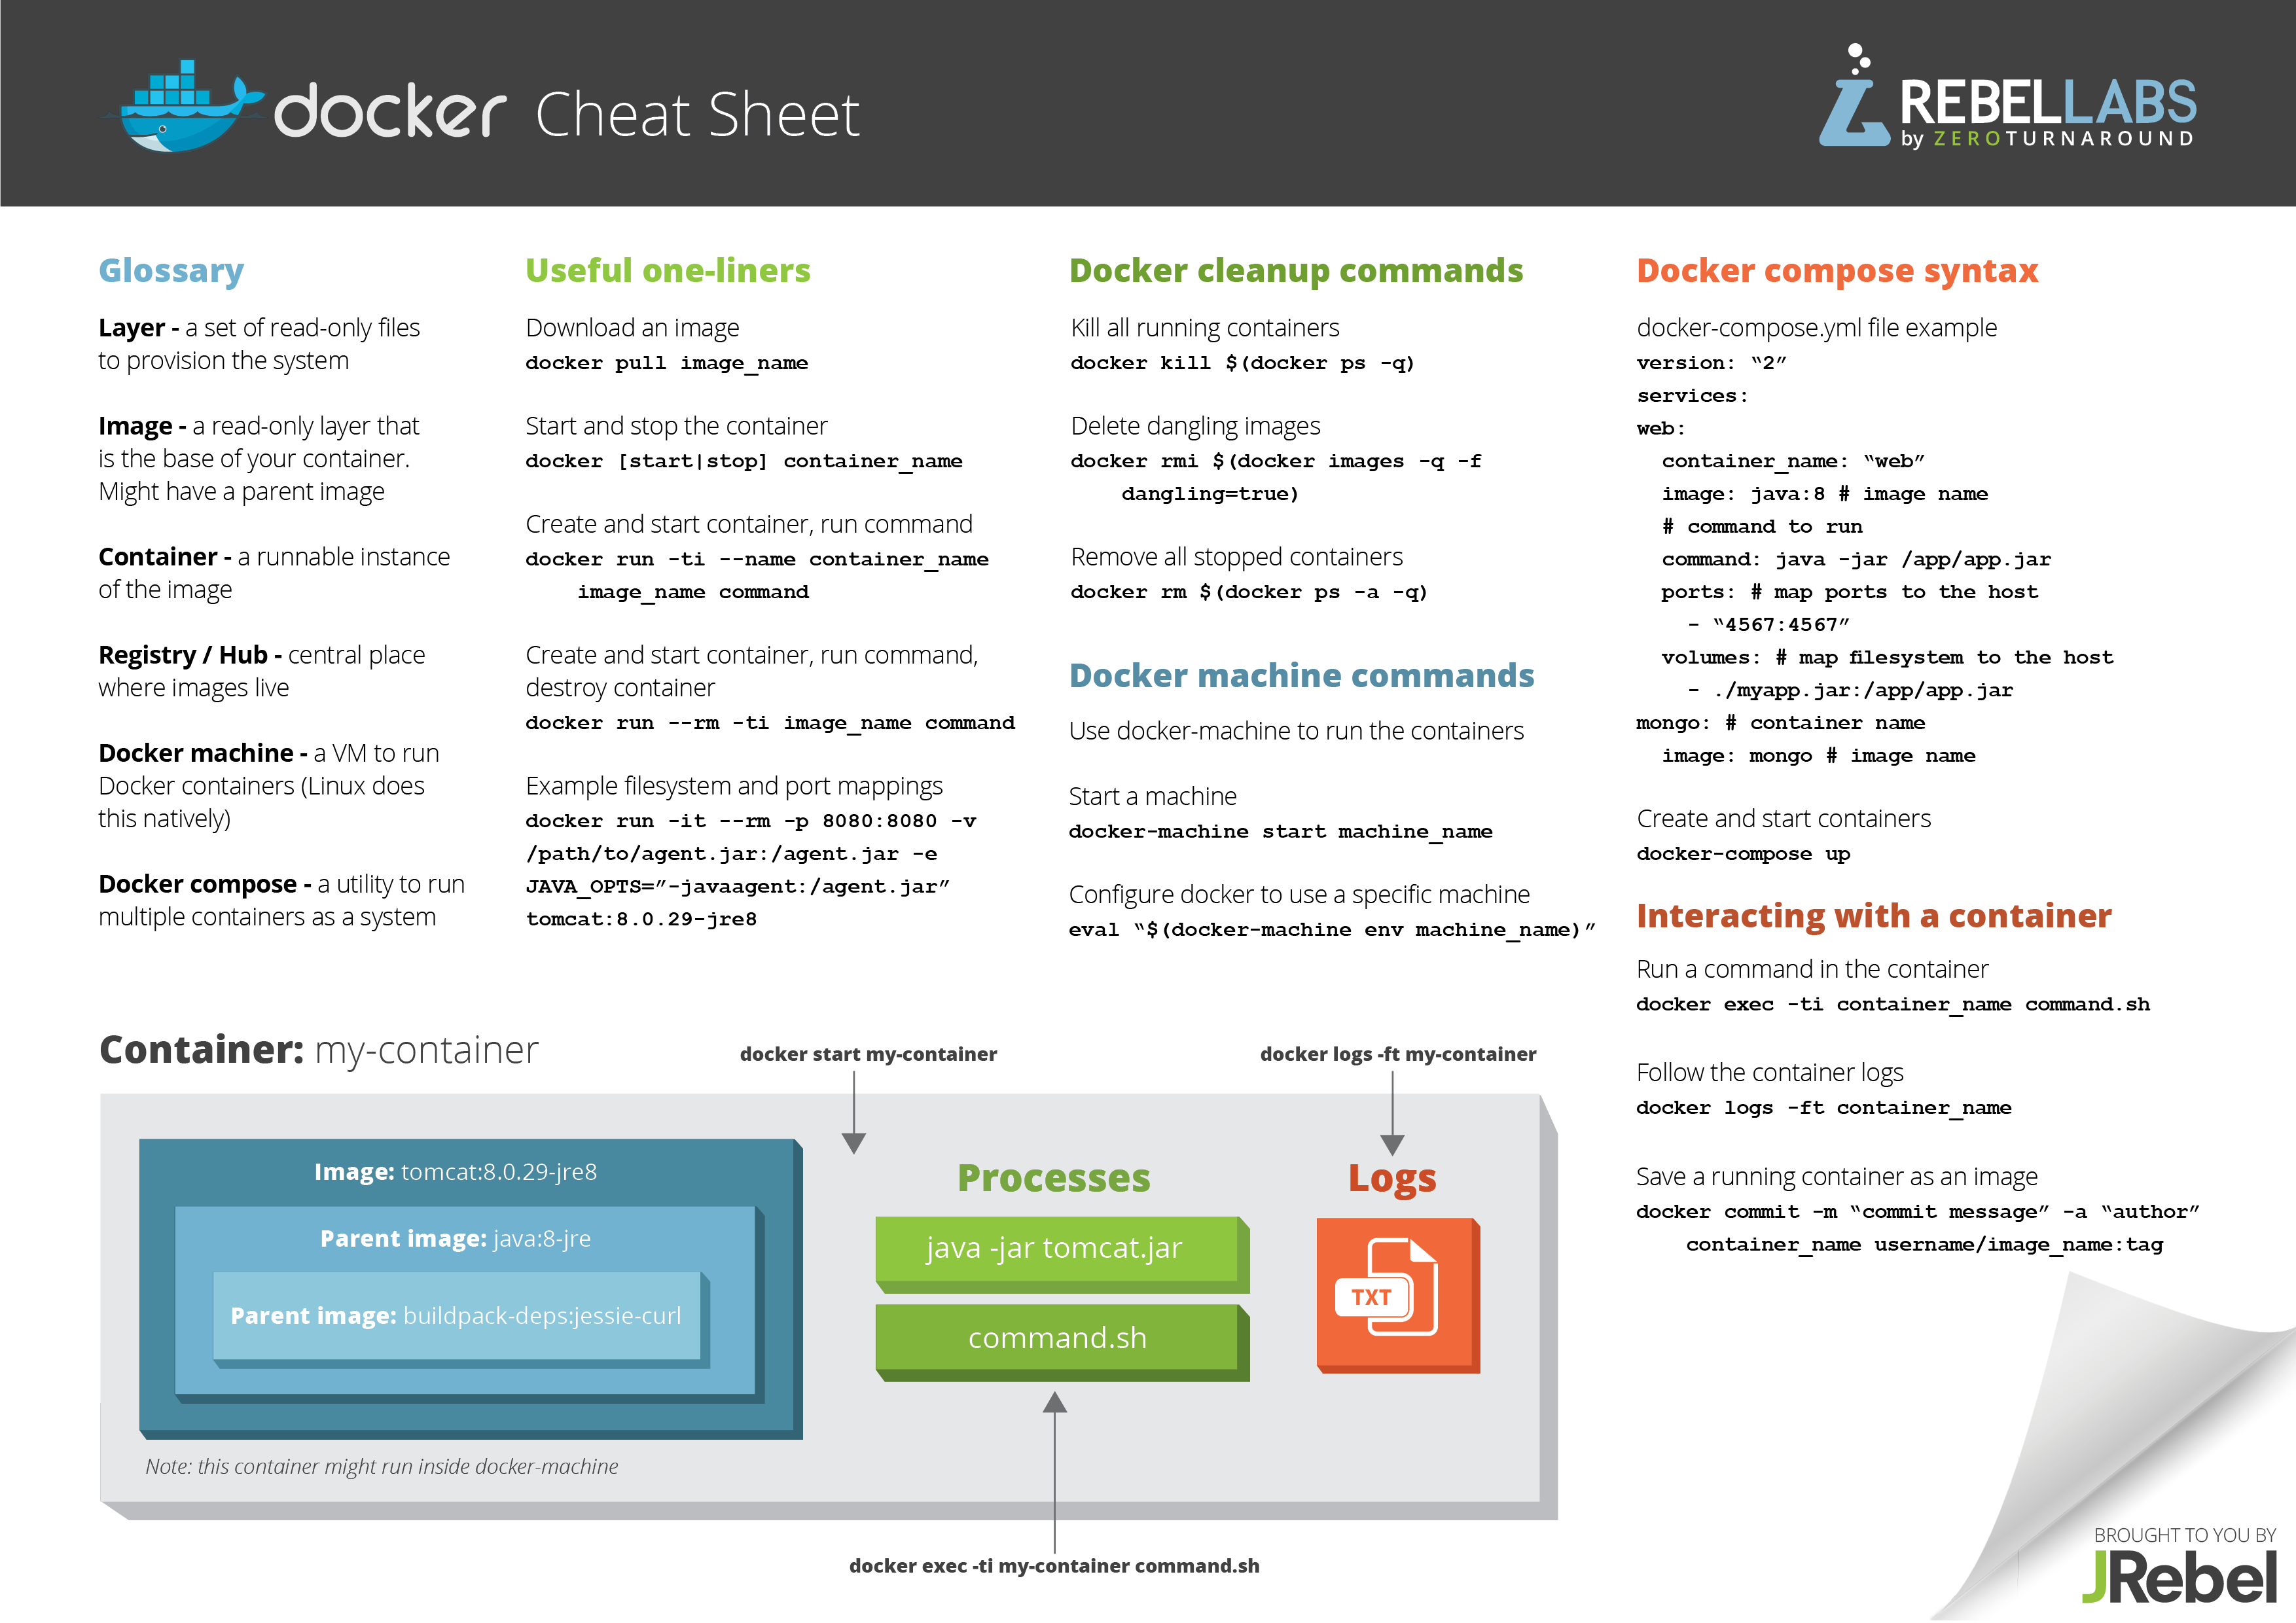 docker Cheat Sheet
REBELLABS
by ZEROTURNAROUND
Glossary
Layer - a set of read-only files
to provision the system
Image - a read-only layer that
is the base of your container.
Might have a parent image
Container - a runnable instance
of the image
Registry / Hub - central place
where images live
Docker machine - a VM to run
Docker containers (Linux does
this natively)
Docker compose - a utility to run
multiple containers as a system
Useful one-liners
Download an image
docker pull image_name
Start and stop the container
docker [start|stop] container_name
Create and start container, run command
docker run -ti --name container_name
    image_name command
Create and start container, run command,
destroy container
docker run --rm -ti image_name command
Example filesystem and port mappings
docker run -it --rm -p 8080:8080 -v
/path/to/agent.jar:/agent.jar -e
JAVA_OPTS=”-javaagent:/agent.jar”
tomcat:8.0.29-jre8
Docker cleanup commands
Kill all running containers
docker kill $(docker ps -q)
Delete dangling images
docker rmi $(docker images -q -f
    dangling=true)
Remove all stopped containers
docker rm $(docker ps -a -q)
Docker machine commands
Use docker-machine to run the containers
Start a machine
docker-machine start machine_name
Configure docker to use a specific machine
eval “$(docker-machine env machine_name)”
Docker compose syntax
docker-compose.yml file example
version: “2”
services:
web:
  container_name: “web”
  image: java:8 # image name
  # command to run
  command: java -jar /app/app.jar
  ports: # map ports to the host
    - “4567:4567”
  volumes: # map filesystem to the host
    - ./myapp.jar:/app/app.jar
mongo: # container name
  image: mongo # image name
Create and start containers
docker-compose up
Interacting with a container
Run a command in the container
docker exec -ti container_name command.sh
Follow the container logs
docker logs -ft container_name
Save a running container as an image
docker commit -m “commit message” -a “author”
    container_name username/image_name:tag
Container: my-container
docker start my-container
docker logs -ft my-container
Image: tomcat:8.0.29-jre8
Parent image: java:8-jre
Parent image: buildpack-deps:jessie-curl
Note: this container might run inside docker-machine
Processes
java -jar tomcat.jar
command.sh
Logs
TXT
docker exec -ti my-container command.sh
BROUGHT TO YOU BY
JRebel